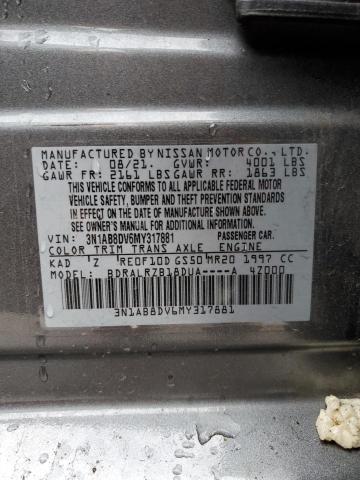 MANUFACTURED BY NISSAN MOTOR CO., LTD.
DATE: 08/21. GVWR: 4001 LBS
GAWR FR: 2161 LBS GAWR RR: 1863 LBS
THIS VEHICLE CONFORMS TO ALL APPLICABLE FEDERAL MOTOR
VEHICLE SAFETY, BUMPER AND THEFT PREVENTION STANDARDS
IN EFFECT ON THE DATE OF MANUFACTURE SHOWN ABOVE.
SEE OWNER'S MANUAL FOR ADDITIONAL INFORMATION
VIN: 3N1AB8DV6MY317881 PASSENGER CAR.
COLOR TRIM TRANS AXLE ENGINE
KAD Z RE0F10D GS50 MR20 1997 CC
MODEL: BDRALRZB18DUA----A 4Z000
3N1AB8DV6MY317881